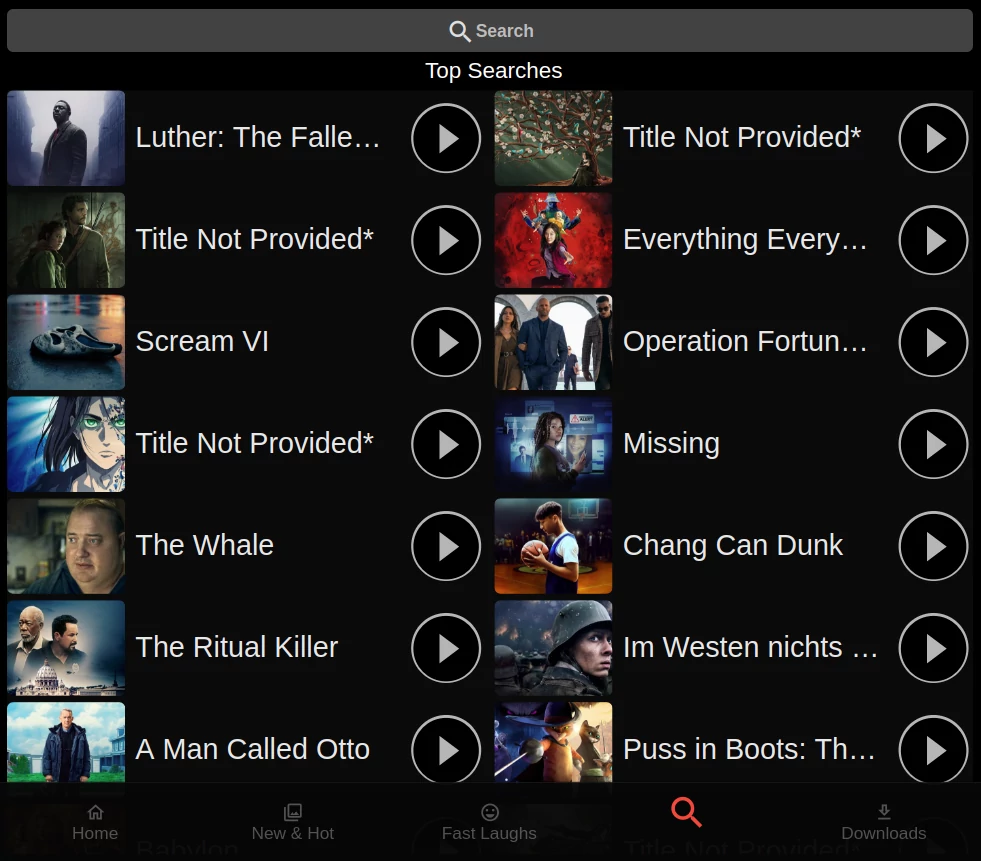 Search
Top Searches
Luther: The Falle...
Title Not Provided*
Title Not Provided*
Everything Every...
Scream VI
Operation Fortun...
Title Not Provided*
Missing
The Whale
Chang Can Dunk
The Ritual Killer
Im Westen nichts ...
A Man Called Otto
Puss in Boots: Th...
Babylon
Title Not Provided*
Home
New & Hot
Fast Laughs
Downloads